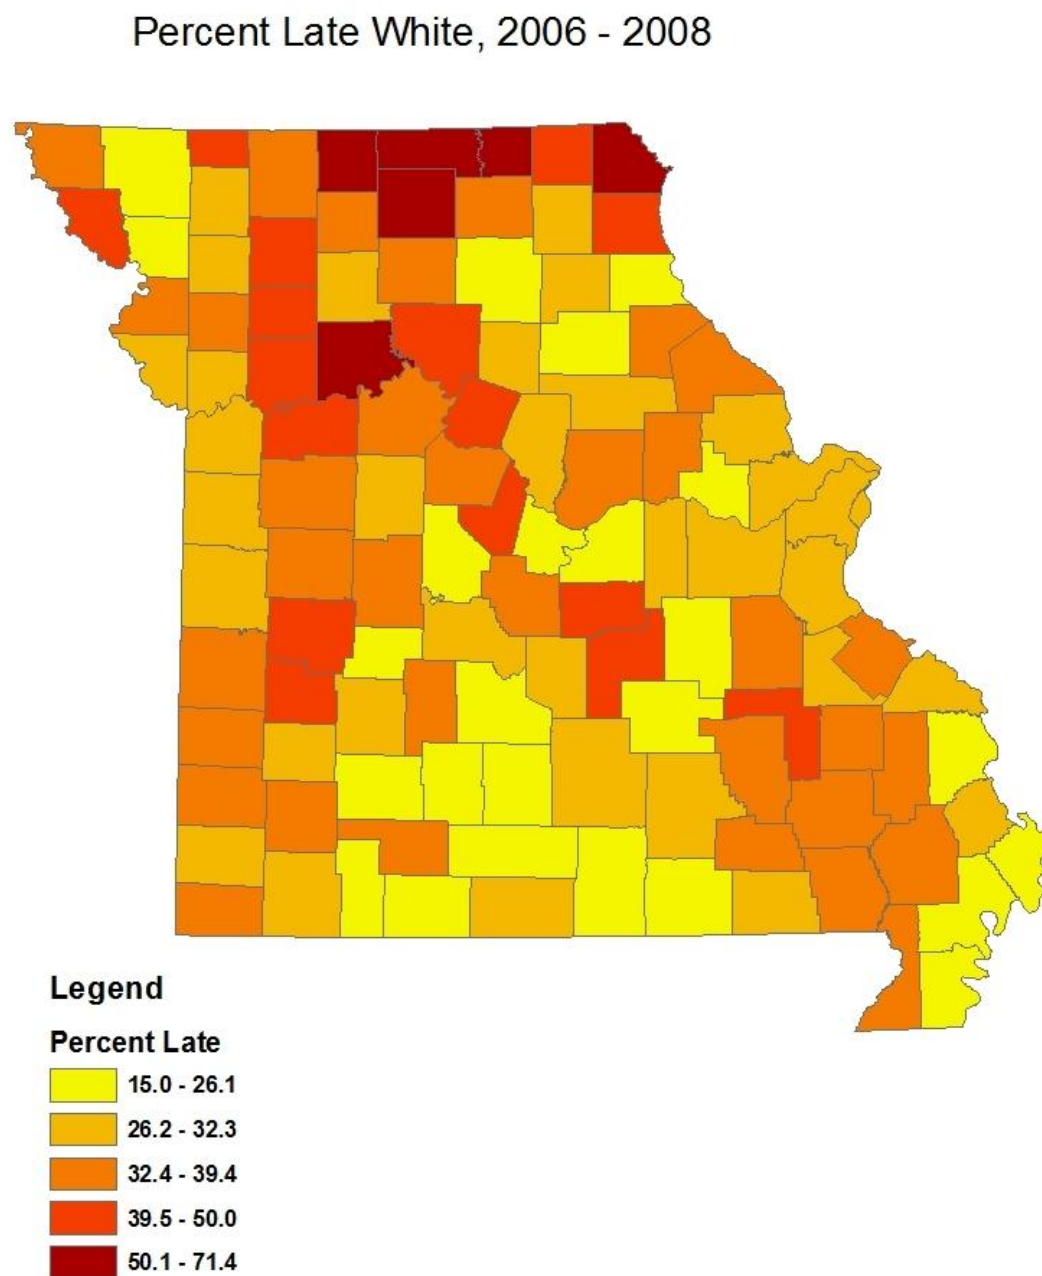 Percent Late White, 2006 - 2008
Legend
Percent Late
15.0 - 26.1
26.2 - 32.3
32.4 - 39.4
39.5 - 50.0
50.1 - 71.4